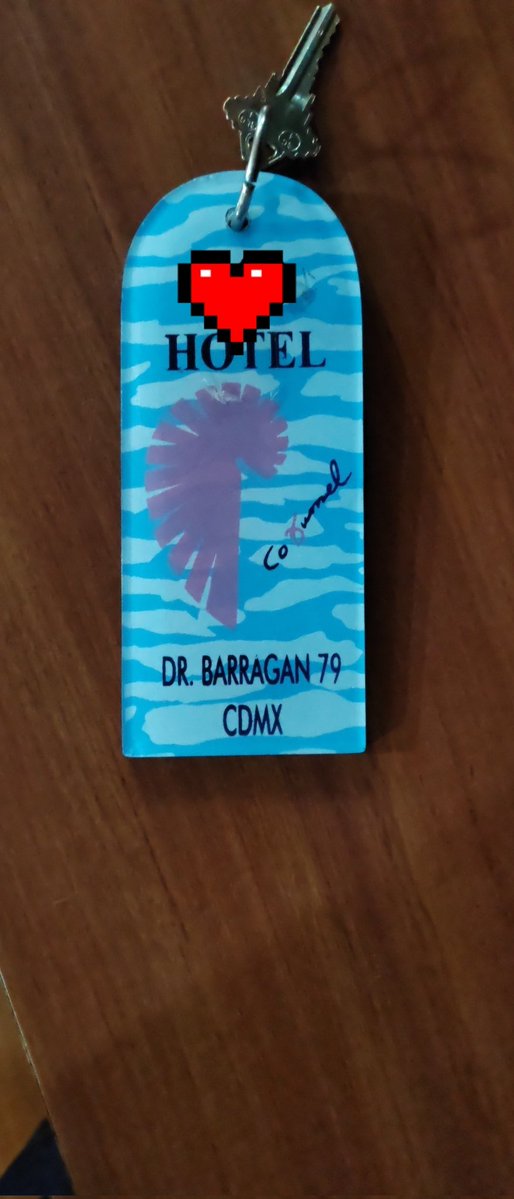 HOTEL
Cozumel
DR. BARRAGAN 79
CDMX